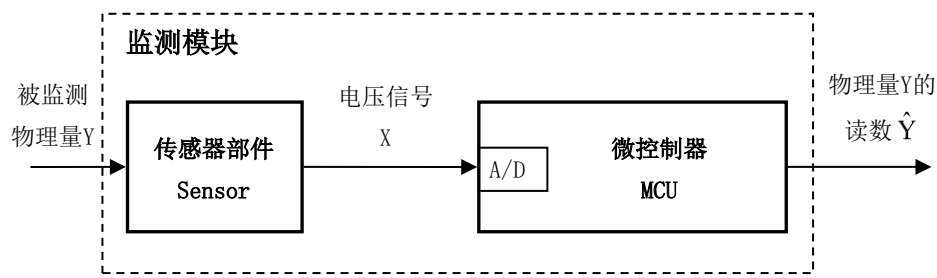 监测模块
被监测
物理量Y
传感器部件
Sensor
电压信号
X
A/D
微控制器
MCU
物理量Y的
读数 Ŷ